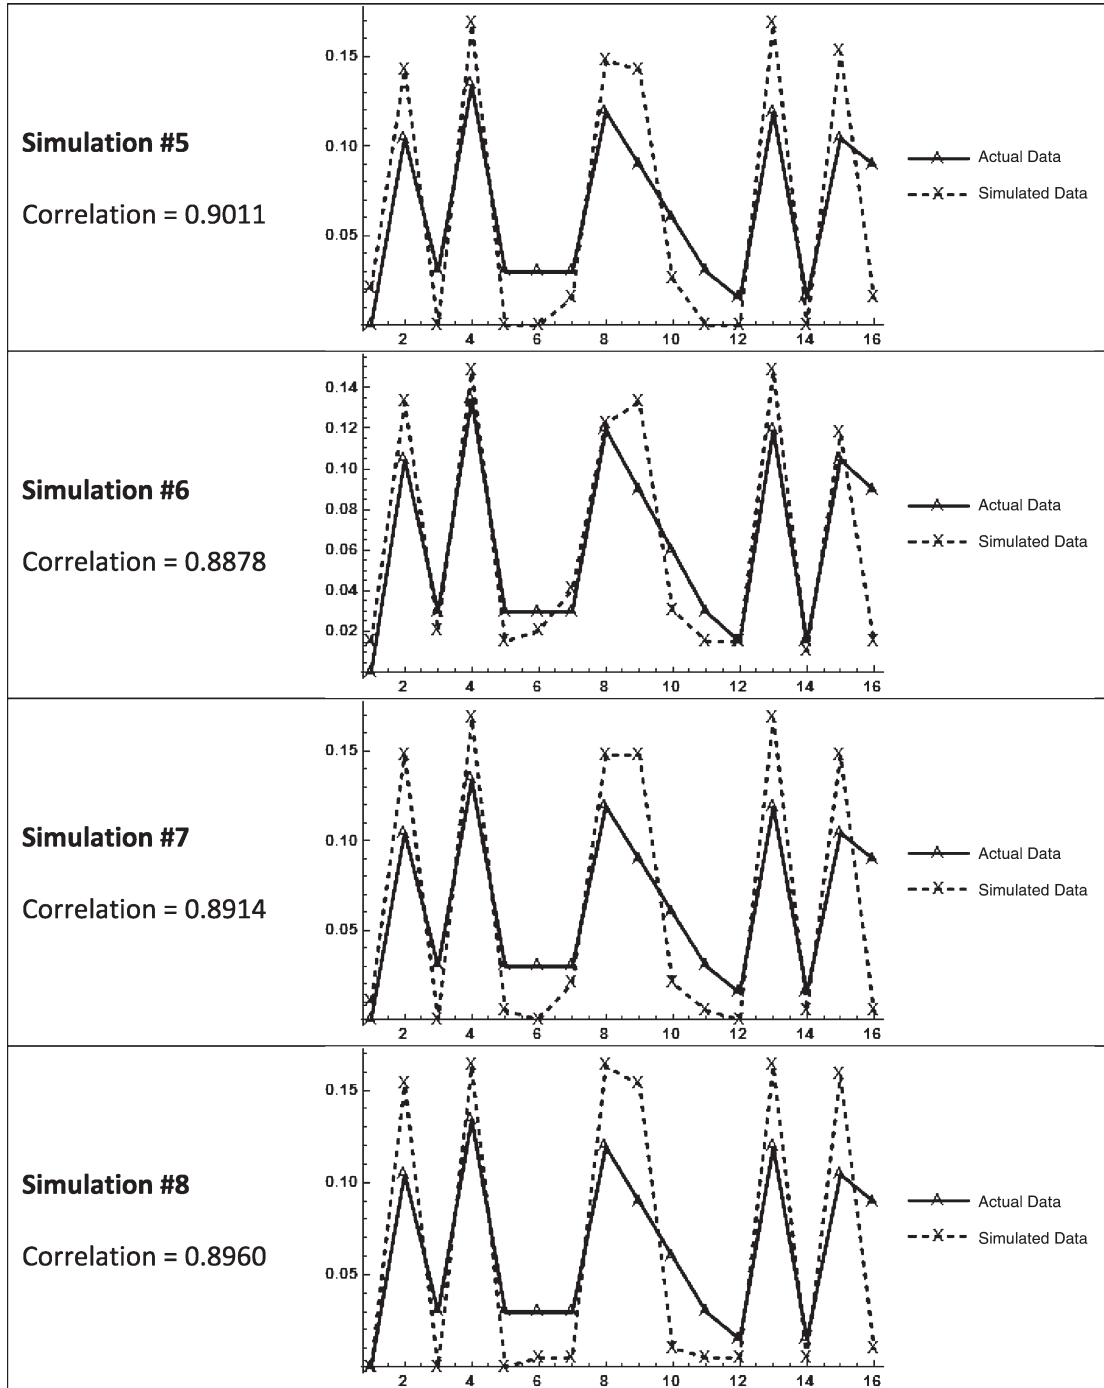 Simulation #5
Correlation = 0.9011
0.15
0.10
0.05
2 4 6 8 10 12 14 16
Actual Data
Simulated Data
Simulation #6
Correlation = 0.8878
0.14
0.12
0.10
0.08
0.06
0.04
0.02
2 4 6 8 10 12 14 16
Actual Data
Simulated Data
Simulation #7
Correlation = 0.8914
0.15
0.10
0.05
2 4 6 8 10 12 14 16
Actual Data
Simulated Data
Simulation #8
Correlation = 0.8960
0.15
0.10
0.05
2 4 6 8 10 12 14 16
Actual Data
Simulated Data